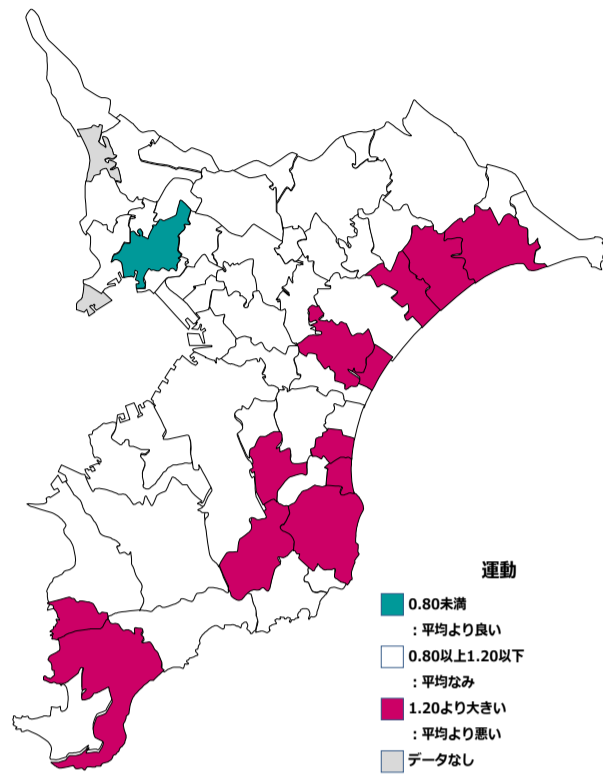 運動
0.80未満
：平均より良い
0.80以上1.20以下
：平均なみ
1.20より大きい
：平均より悪い
データなし